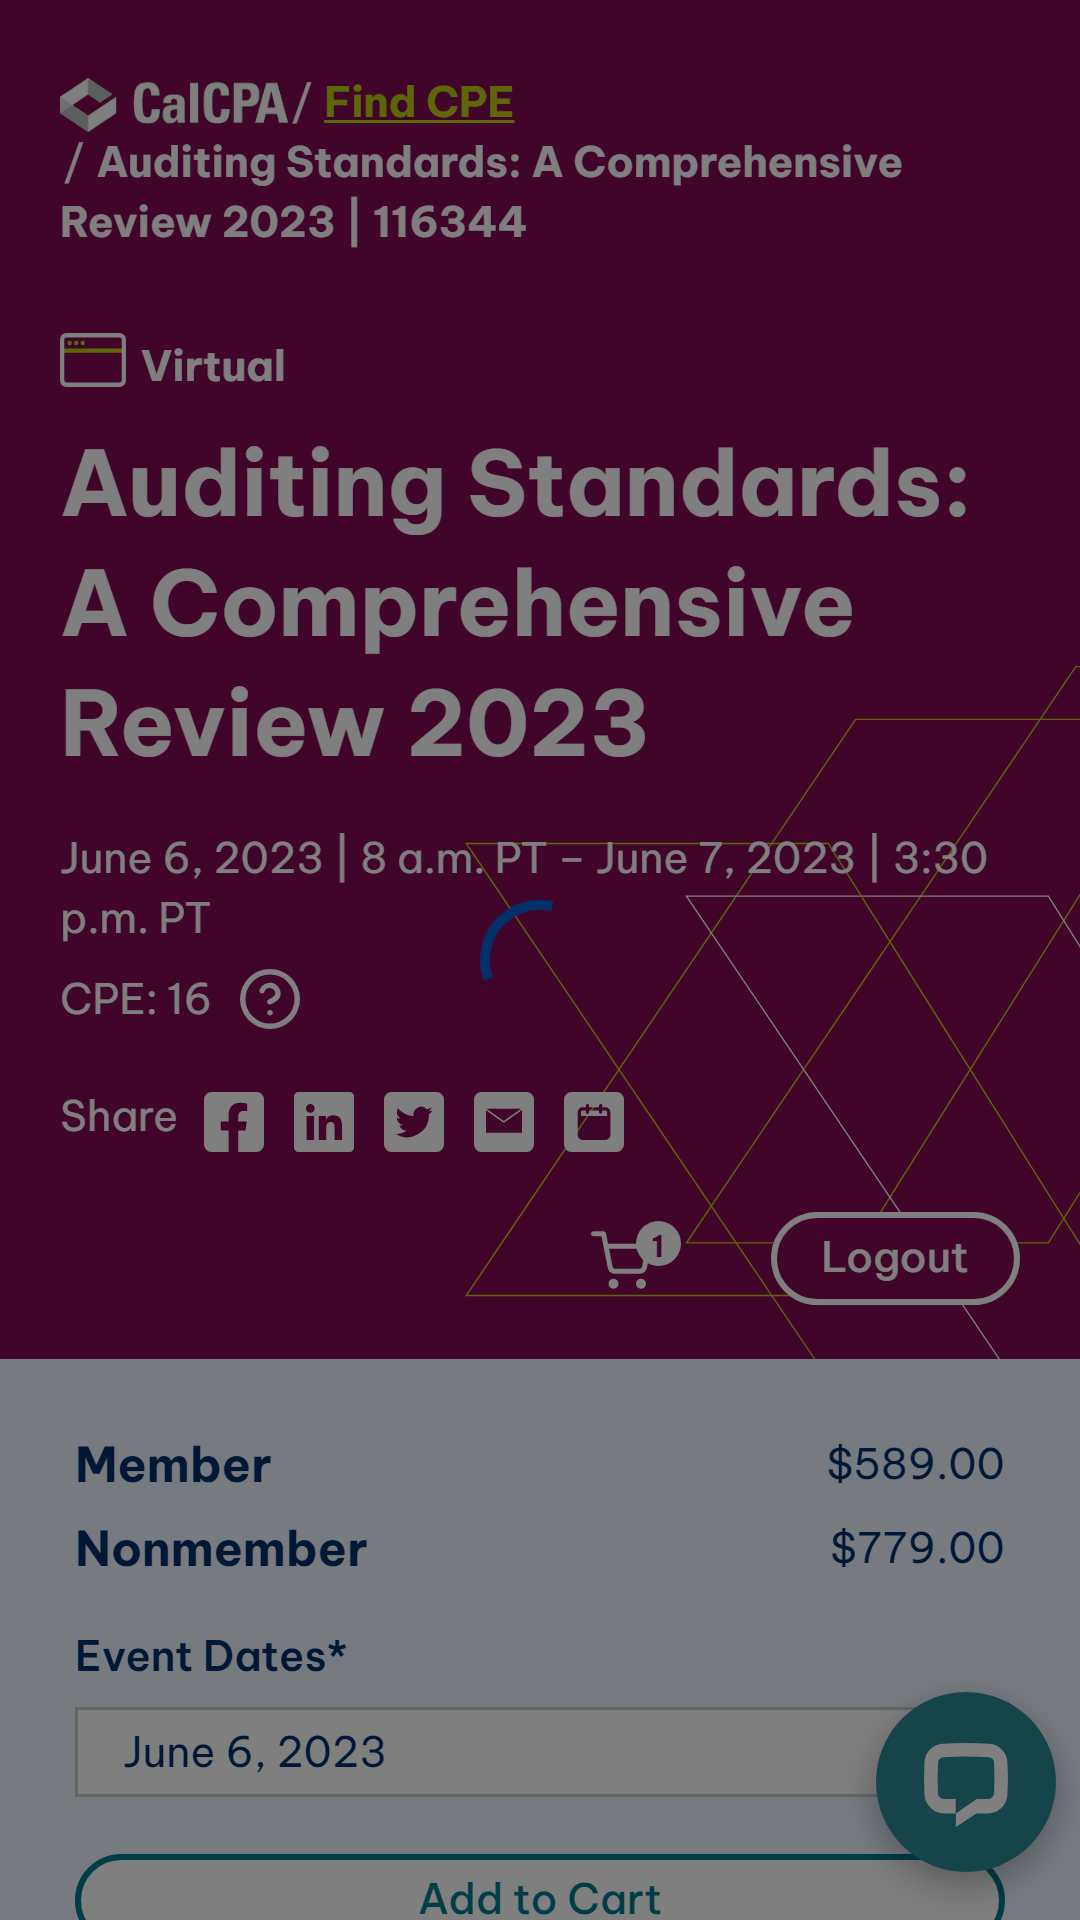 CalCPA / Find CPE
/ Auditing Standards: A Comprehensive
Review 2023 | 116344
Virtual
Auditing Standards:
A Comprehensive
Review 2023
June 6, 2023 | 8 a.m. PT – June 7, 2023 | 3:30
p.m. PT
CPE: 16 ?
Share
1
Logout
Member $589.00
Nonmember $779.00
Event Dates*
June 6, 2023
Add to Cart